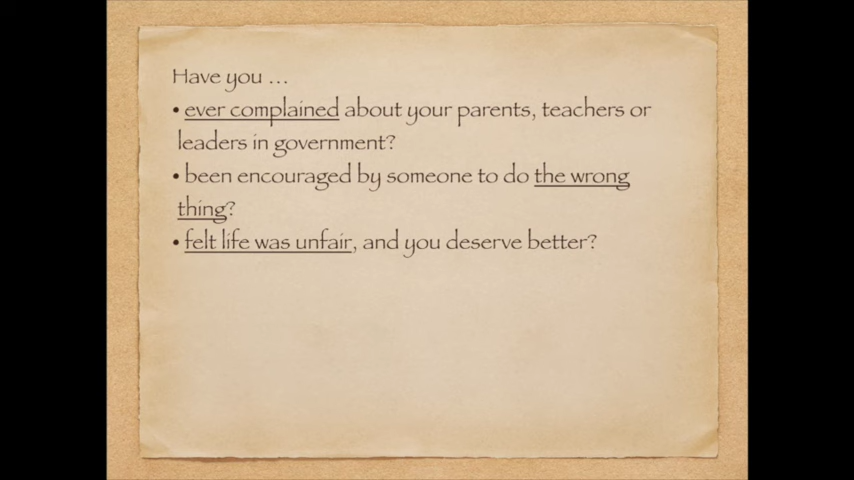 Have you ...
• ever complained about your parents, teachers or
leaders in government?
• been encouraged by someone to do the wrong
thing?
• felt life was unfair, and you deserve better?